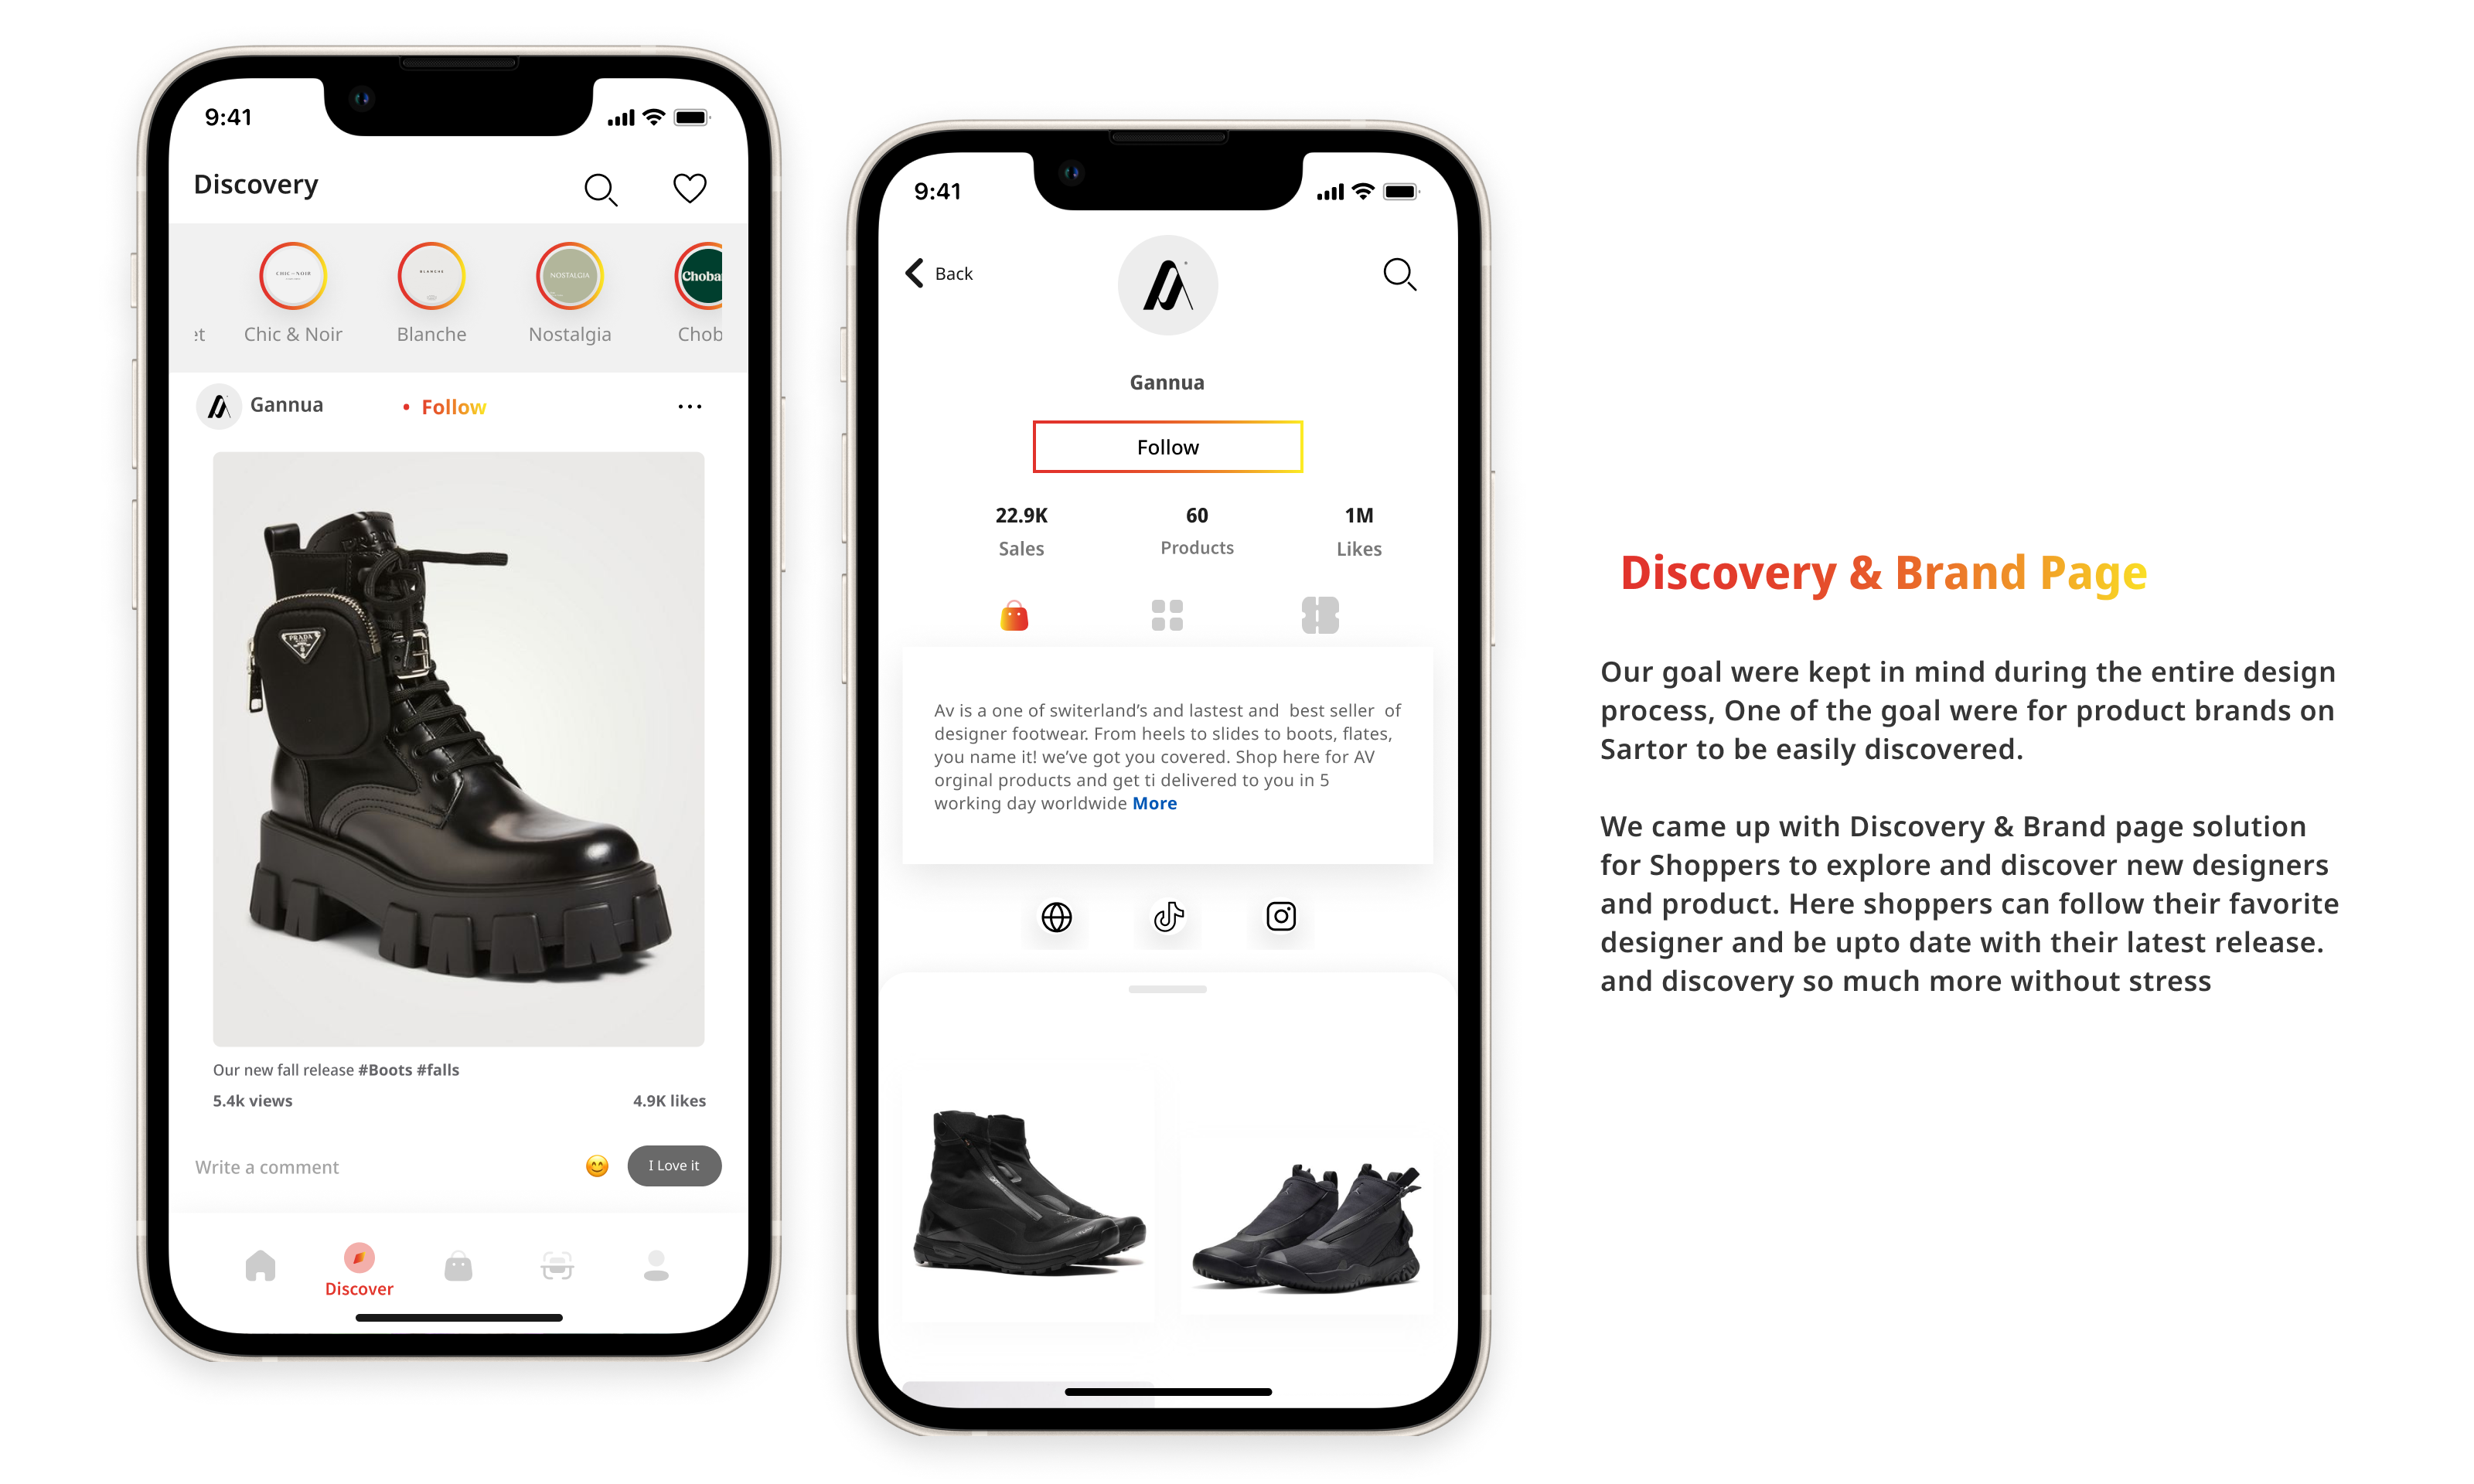 9:41
Discovery
CHIC - NOIR
BLANCHE
NOSTALGIA
Choba
et
Chic & Noir
Blanche
Nostalgia
Chob
Gannua
• Follow
PRADA
Our new fall release #Boots #falls
5.4k views
4.9K likes
Write a comment
😊
I Love it
Discover
9:41
Back
Gannua
Follow
22.9K
60
1M
Sales
Products
Likes
Av is a one of switerland’s and lastest and  best seller  of
designer footwear. From heels to slides to boots, flates,
you name it! we’ve got you covered. Shop here for AV
orginal products and get ti delivered to you in 5
working day worldwide More
Discovery & Brand Page
Our goal were kept in mind during the entire design
process, One of the goal were for product brands on
Sartor to be easily discovered.
We came up with Discovery & Brand page solution
for Shoppers to explore and discover new designers
and product. Here shoppers can follow their favorite
designer and be upto date with their latest release.
and discovery so much more without stress